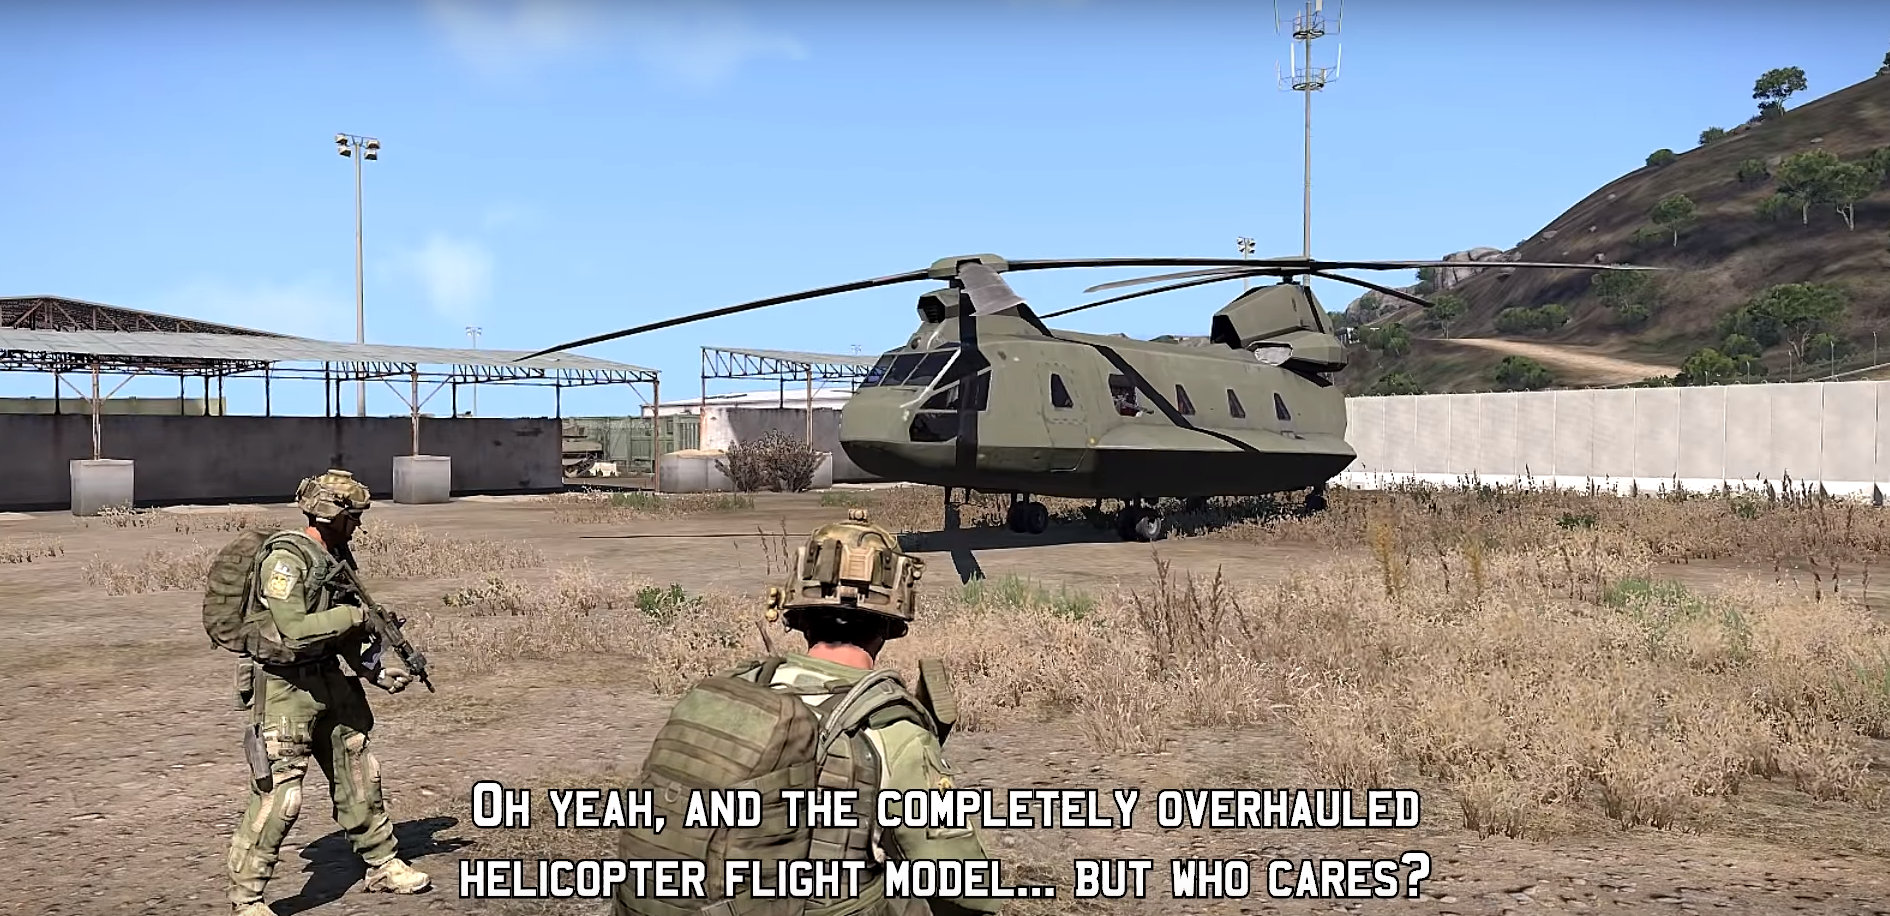 Oh yeah, and the completely overhauled
helicopter flight model... but who cares?